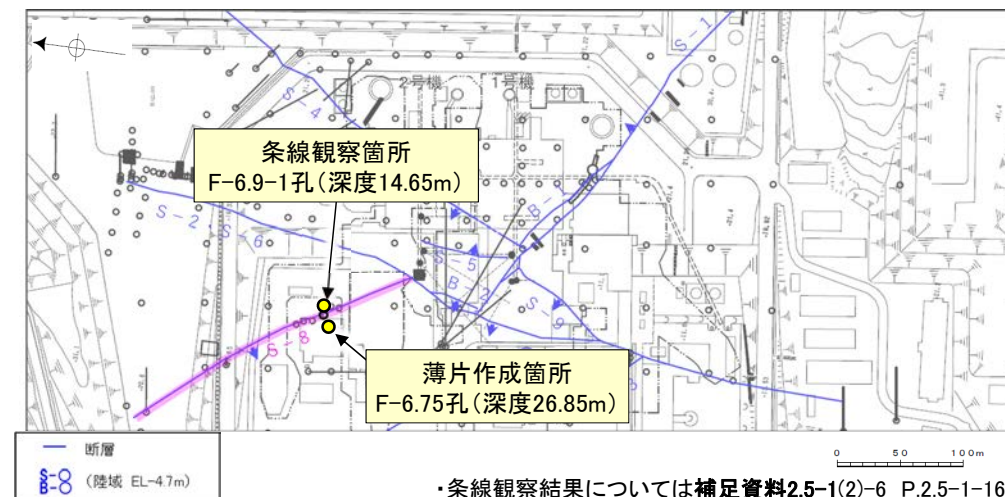 S-1
2号機
1号機
S-4
条線観察箇所
F-6.9-1孔(深度14.65m)
S-2・S-6
B-1
S-5
B-2
S-9
S-8
薄片作成箇所
F-6.75孔(深度26.85m)
断層
S-○
B-○
(陸域 EL-4.7m)
0 50 100m
・条線観察結果については補足資料2.5-1(2)-6 P.2.5-1-16